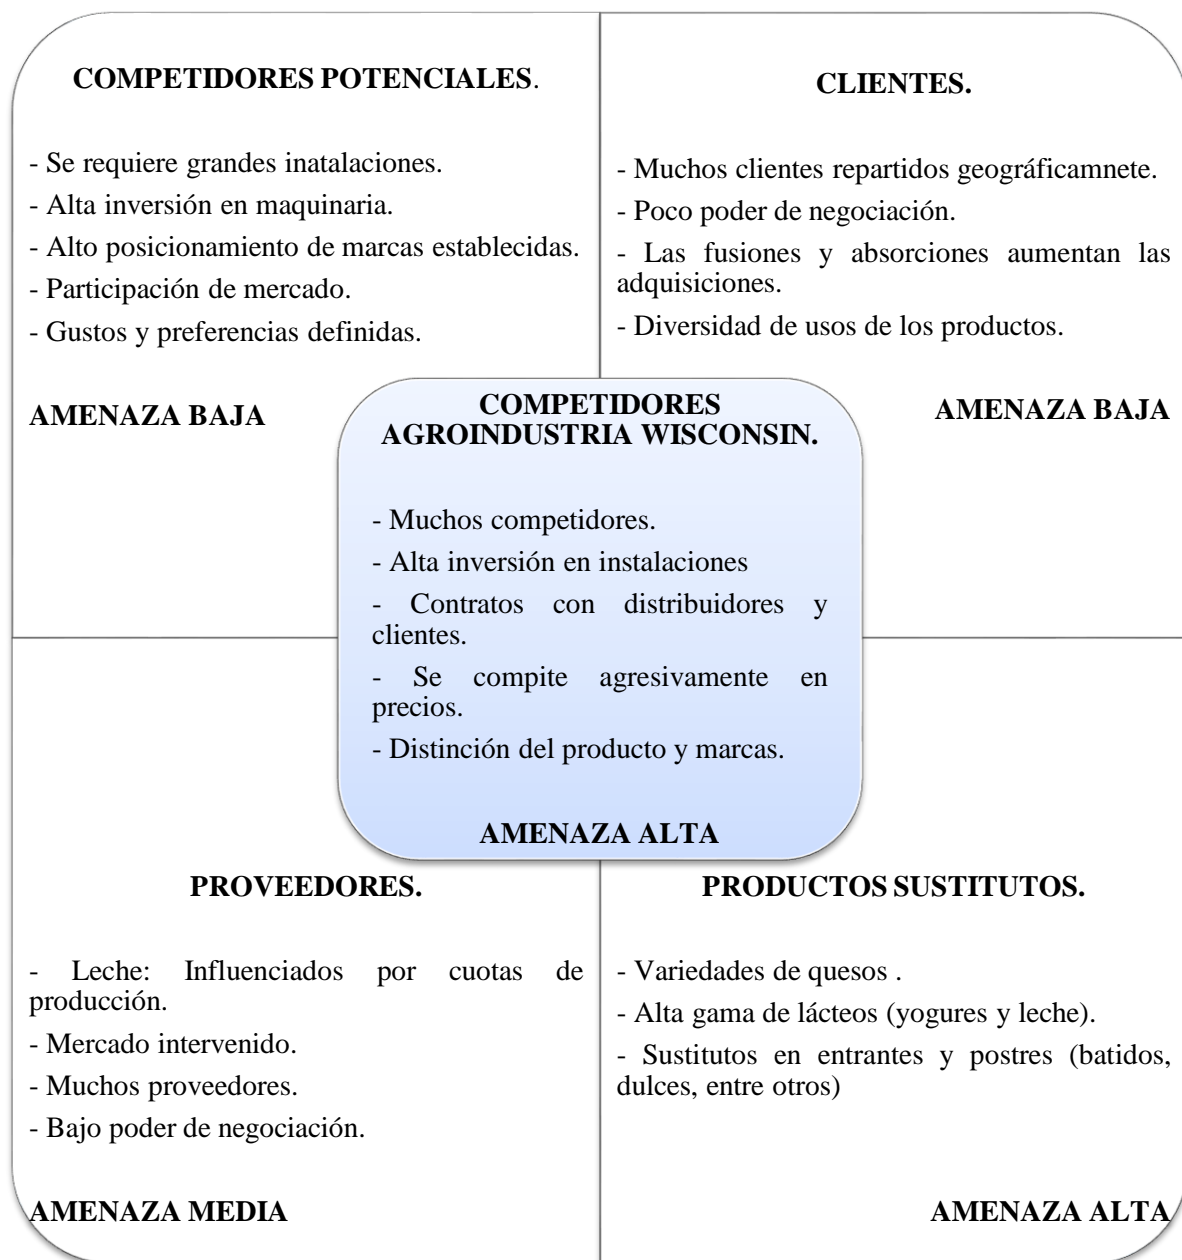 COMPETIDORES POTENCIALES.
- Se requiere grandes inatalaciones.
- Alta inversión en maquinaria.
- Alto posicionamiento de marcas establecidas.
- Participación de mercado.
- Gustos y preferencias definidas.
AMENAZA BAJA
CLIENTES.
- Muchos clientes repartidos geográficamnete.
- Poco poder de negociación.
- Las fusiones y absorciones aumentan las
adquisiciones.
- Diversidad de usos de los productos.
AMENAZA BAJA
COMPETIDORES
AGROINDUSTRIA WISCONSIN.
- Muchos competidores.
- Alta inversión en instalaciones
- Contratos con distribuidores y
clientes.
- Se compite agresivamente en
precios.
- Distinción del producto y marcas.
AMENAZA ALTA
PROVEEDORES.
- Leche: Influenciados por cuotas de
producción.
- Mercado intervenido.
- Muchos proveedores.
- Bajo poder de negociación.
AMENAZA MEDIA
PRODUCTOS SUSTITUTOS.
- Variedades de quesos .
- Alta gama de lácteos (yogures y leche).
- Sustitutos en entrantes y postres (batidos,
dulces, entre otros)
AMENAZA ALTA